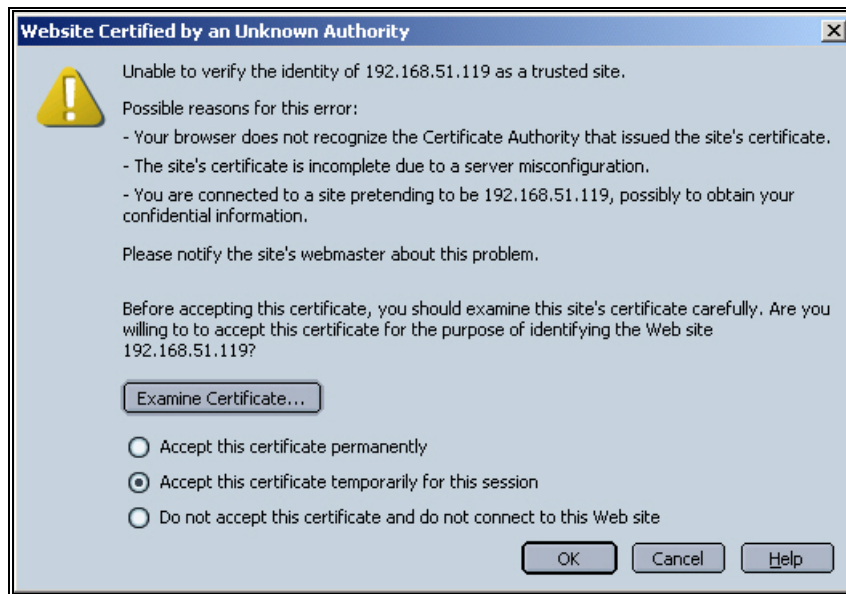 Website Certified by an Unknown Authority
Unable to verify the identity of 192.168.51.119 as a trusted site.
Possible reasons for this error:
- Your browser does not recognize the Certificate Authority that issued the site's certificate.
- The site's certificate is incomplete due to a server misconfiguration.
- You are connected to a site pretending to be 192.168.51.119, possibly to obtain your
confidential information.
Please notify the site's webmaster about this problem.
Before accepting this certificate, you should examine this site's certificate carefully. Are you
willing to to accept this certificate for the purpose of identifying the Web site
192.168.51.119?
Examine Certificate...
Accept this certificate permanently
Accept this certificate temporarily for this session
Do not accept this certificate and do not connect to this Web site
OK Cancel Help